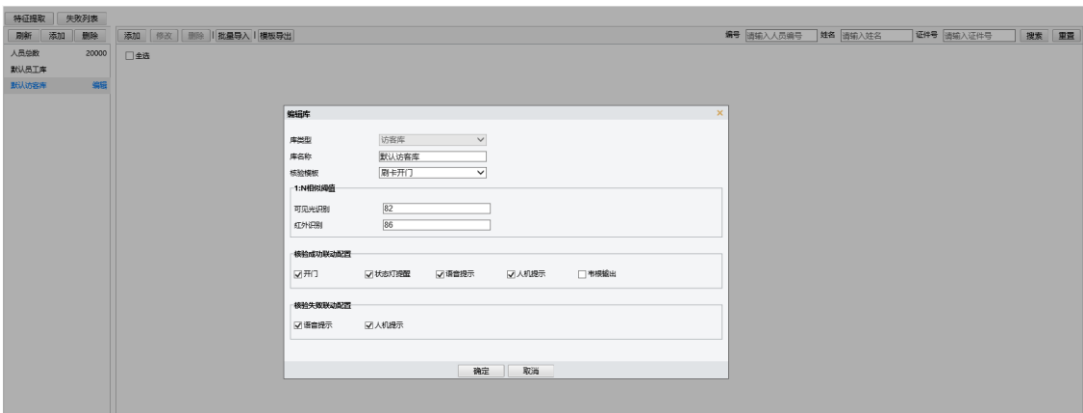 特征提取 失败列表
刷新 添加 删除 添加 修改 删除 批量导入 模板导出 编号 请输入人员编号 姓名 请输入姓名 证件号 请输入证件号 搜索 重置
人员总数 20000 全选
默认员工库
默认访客库 编辑
编辑库
库类型 访客库
库名称 默认访客库
核验模板 刷卡开门
1:N相似阈值
可见光识别 82
红外识别 86
核验成功联动配置
开门 状态灯提醒 语音提示 人机提示 韦根输出
核验失败联动配置
语音提示 人机提示
确定 取消